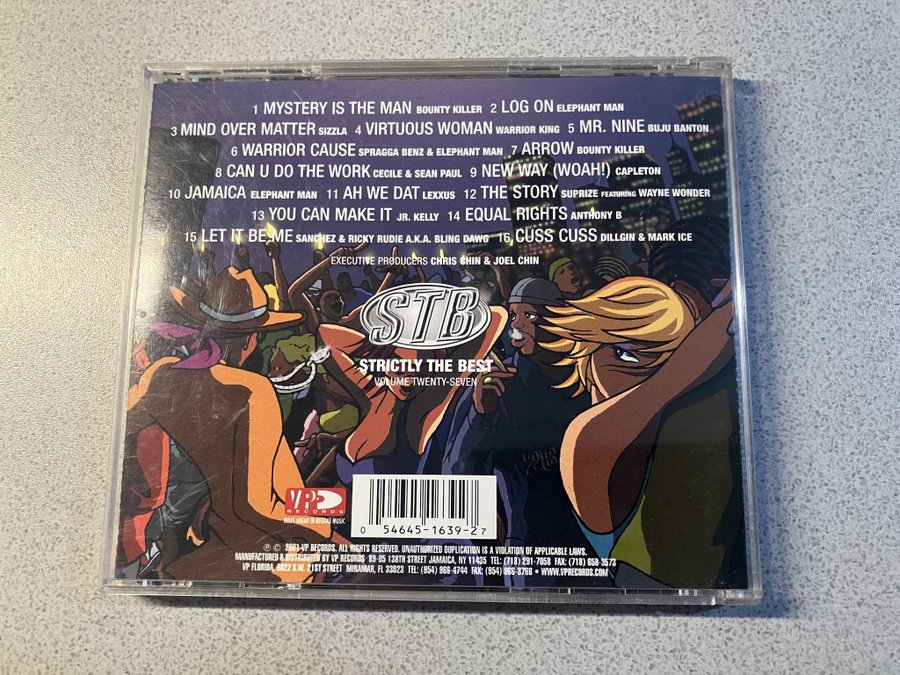 1 MYSTERY IS THE MAN BOUNTY KILLER 2 LOG ON ELEPHANT MAN
3 MIND OVER MATTER SIZZLA 4 VIRTUOUS WOMAN WARRIOR KING 5 MR. NINE BUJU BANTON
6 WARRIOR CAUSE SPRAGGA BENZ & ELEPHANT MAN 7 ARROW BOUNTY KILLER
8 CAN U DO THE WORK CECILE & SEAN PAUL 9 NEW WAY (WOAH!) CAPLETON
10 JAMAICA ELEPHANT MAN 11 AH WE DAT LEXXUS 12 THE STORY SUPRIZE FEATURING WAYNE WONDER
13 YOU CAN MAKE IT JR. KELLY 14 EQUAL RIGHTS ANTHONY B
15 LET IT BE ME SANCHEZ & RICKY RUDIE A.K.A. BLING DAWG 16 CUSS CUSS DILLGIN & MARK ICE
EXECUTIVE PRODUCERS CHRIS CHIN & JOEL CHIN
STB
STRICTLY THE BEST
VOLUME TWENTY-SEVEN
VP
RECORDS
MILES AHEAD IN REGGAE MUSIC
0 54645-1639-2 7
℗ © 2001 VP RECORDS. ALL RIGHTS RESERVED. UNAUTHORIZED DUPLICATION IS A VIOLATION OF APPLICABLE LAWS.
MANUFACTURED & DISTRIBUTED BY VP RECORDS 89-05 138TH STREET JAMAICA, NY 11435 TEL: (718) 291-7058 FAX: (718) 658-3573
VP FLORIDA, 6022 S.W. 21ST STREET MIRAMAR, FL 33023 TEL: (954) 966-4744 FAX: (954) 966-8766 • WWW.VPRECORDS.COM